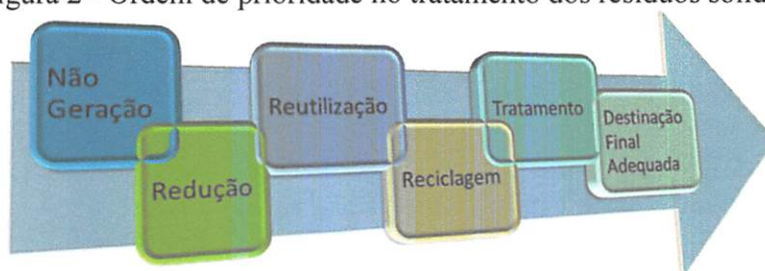 gura 2 - Ordem de prioridade no tratamento dos resíduos sólid
Não
Geração
Redução
Reutilização
Reciclagem
Tratamento
Destinação
Final
Adequada